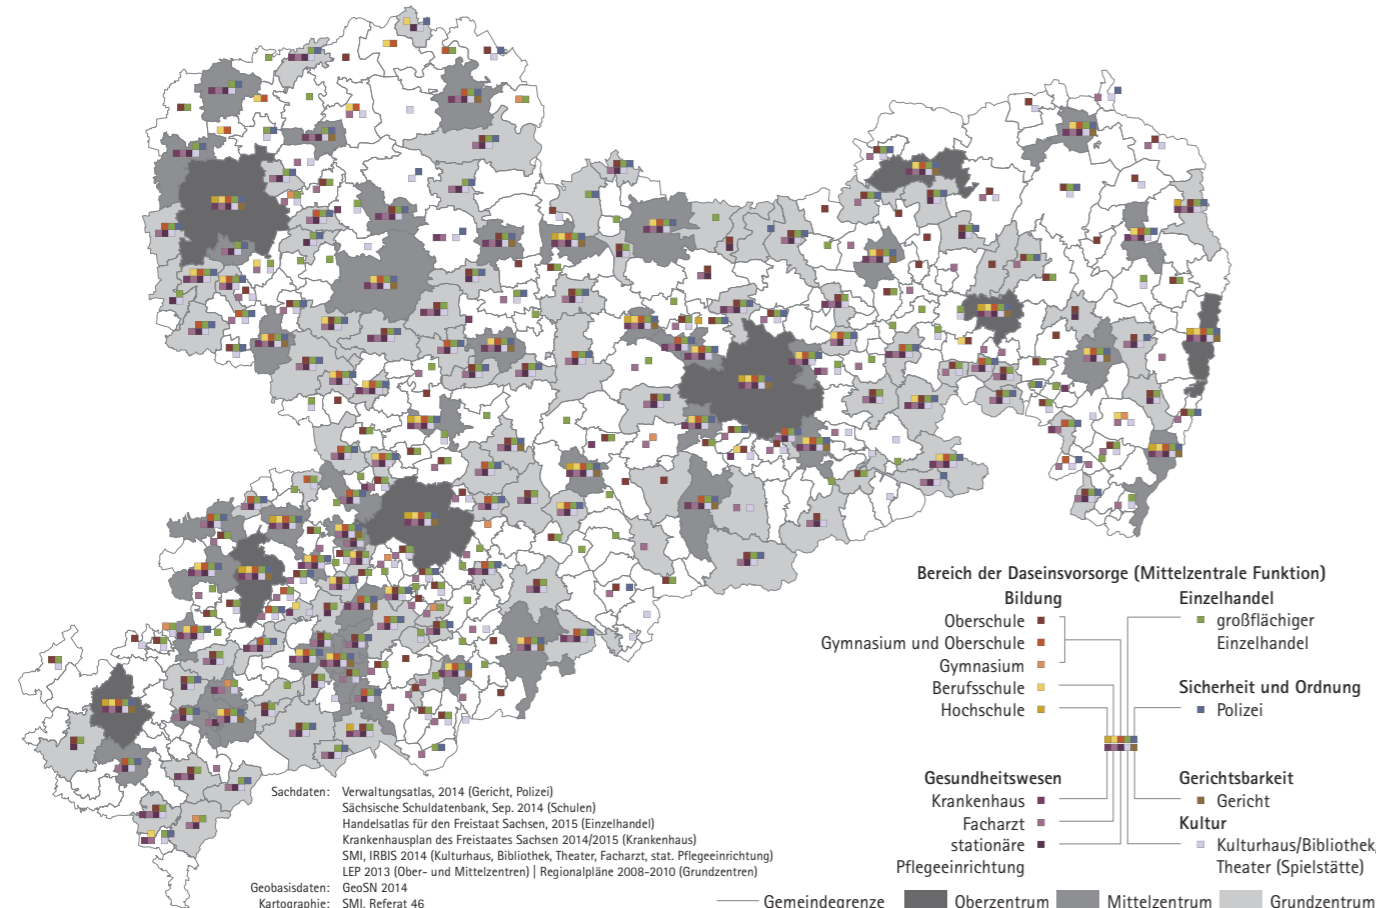 Bereich der Daseinsvorsorge (Mittelzentrale Funktion)
Bildung
Oberschule
Gymnasium und Oberschule
Gymnasium
Berufsschule
Hochschule
Einzelhandel
großflächiger
Einzelhandel
Sicherheit und Ordnung
Polizei
Gesundheitswesen
Krankenhaus
Facharzt
stationäre
Pflegeeinrichtung
Gerichtsbarkeit
Gericht
Kultur
Kulturhaus/Bibliothek,
Theater (Spielstätte)
Sachdaten: Verwaltungsatlas, 2014 (Gericht, Polizei)
Sächsische Schuldatenbank, Sep. 2014 (Schulen)
Handelsatlas für den Freistaat Sachsen, 2015 (Einzelhandel)
Krankenhausplan des Freistaates Sachsen 2014/2015 (Krankenhaus)
SMI, IRBIS 2014 (Kulturhaus, Bibliothek, Theater, Facharzt, stat. Pflegeeinrichtung)
LEP 2013 (Ober- und Mittelzentren) | Regionalpläne 2008-2010 (Grundzentren)
Geobasisdaten: GeoSN 2014
Kartographie: SMI, Referat 46
Gemeindegrenze Oberzentrum Mittelzentrum Grundzentrum